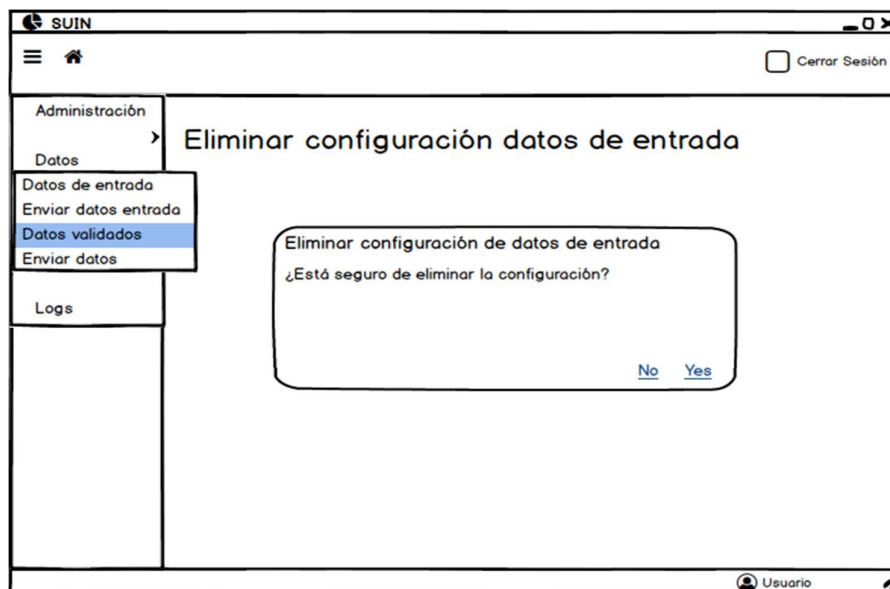 SUIN
Cerrar Sesión
Administración
Datos
Datos de entrada
Enviar datos entrada
Datos validados
Enviar datos
Logs
Eliminar configuración datos de entrada
Eliminar configuración de datos de entrada
¿Está seguro de eliminar la configuración?
No Yes
Usuario